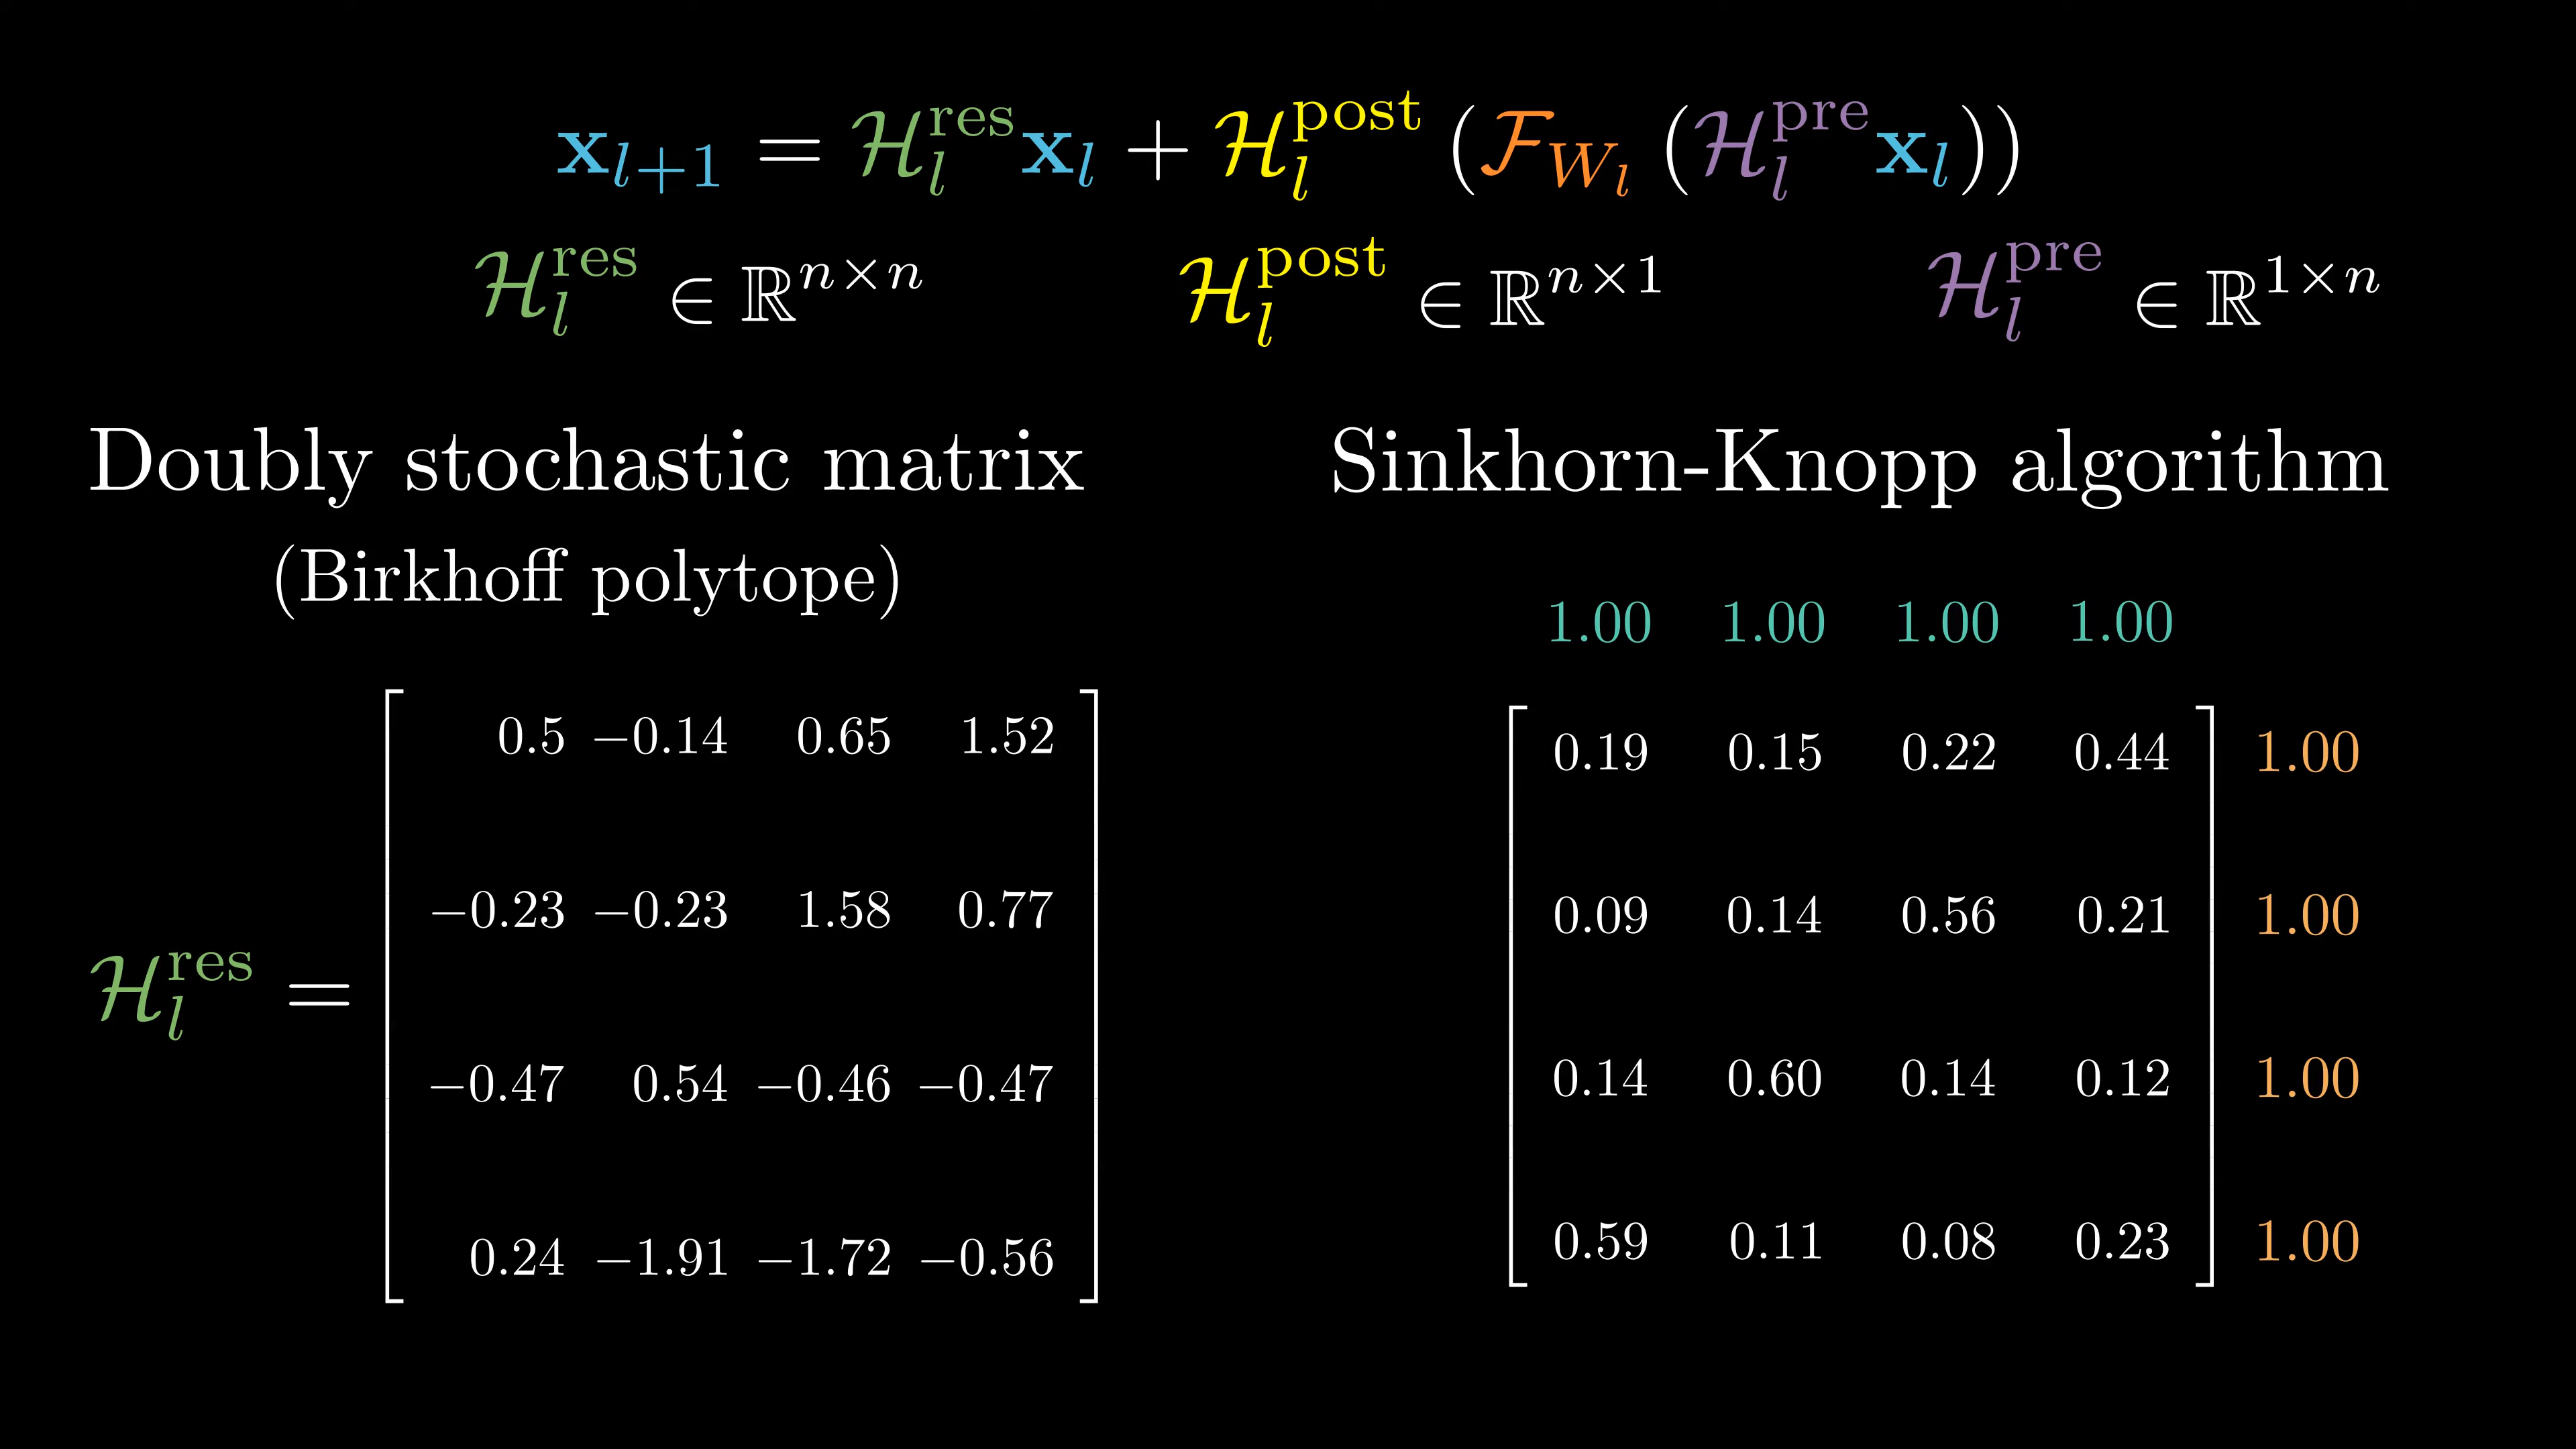 𝐱_{l+1} = ℋ_l^{res} 𝐱_l + ℋ_l^{post} (ℱ_{W_l} (ℋ_l^{pre} 𝐱_l))
ℋ_l^{res} ∈ ℝ^{n×n} ℋ_l^{post} ∈ ℝ^{n×1} ℋ_l^{pre} ∈ ℝ^{1×n}
Doubly stochastic matrix
(Birkhoff polytope)
ℋ_l^{res} =
0.5 −0.14 0.65 1.52
−0.23 −0.23 1.58 0.77
−0.47 0.54 −0.46 −0.47
0.24 −1.91 −1.72 −0.56
Sinkhorn-Knopp algorithm
1.00 1.00 1.00 1.00
0.19 0.15 0.22 0.44 1.00
0.09 0.14 0.56 0.21 1.00
0.14 0.60 0.14 0.12 1.00
0.59 0.11 0.08 0.23 1.00